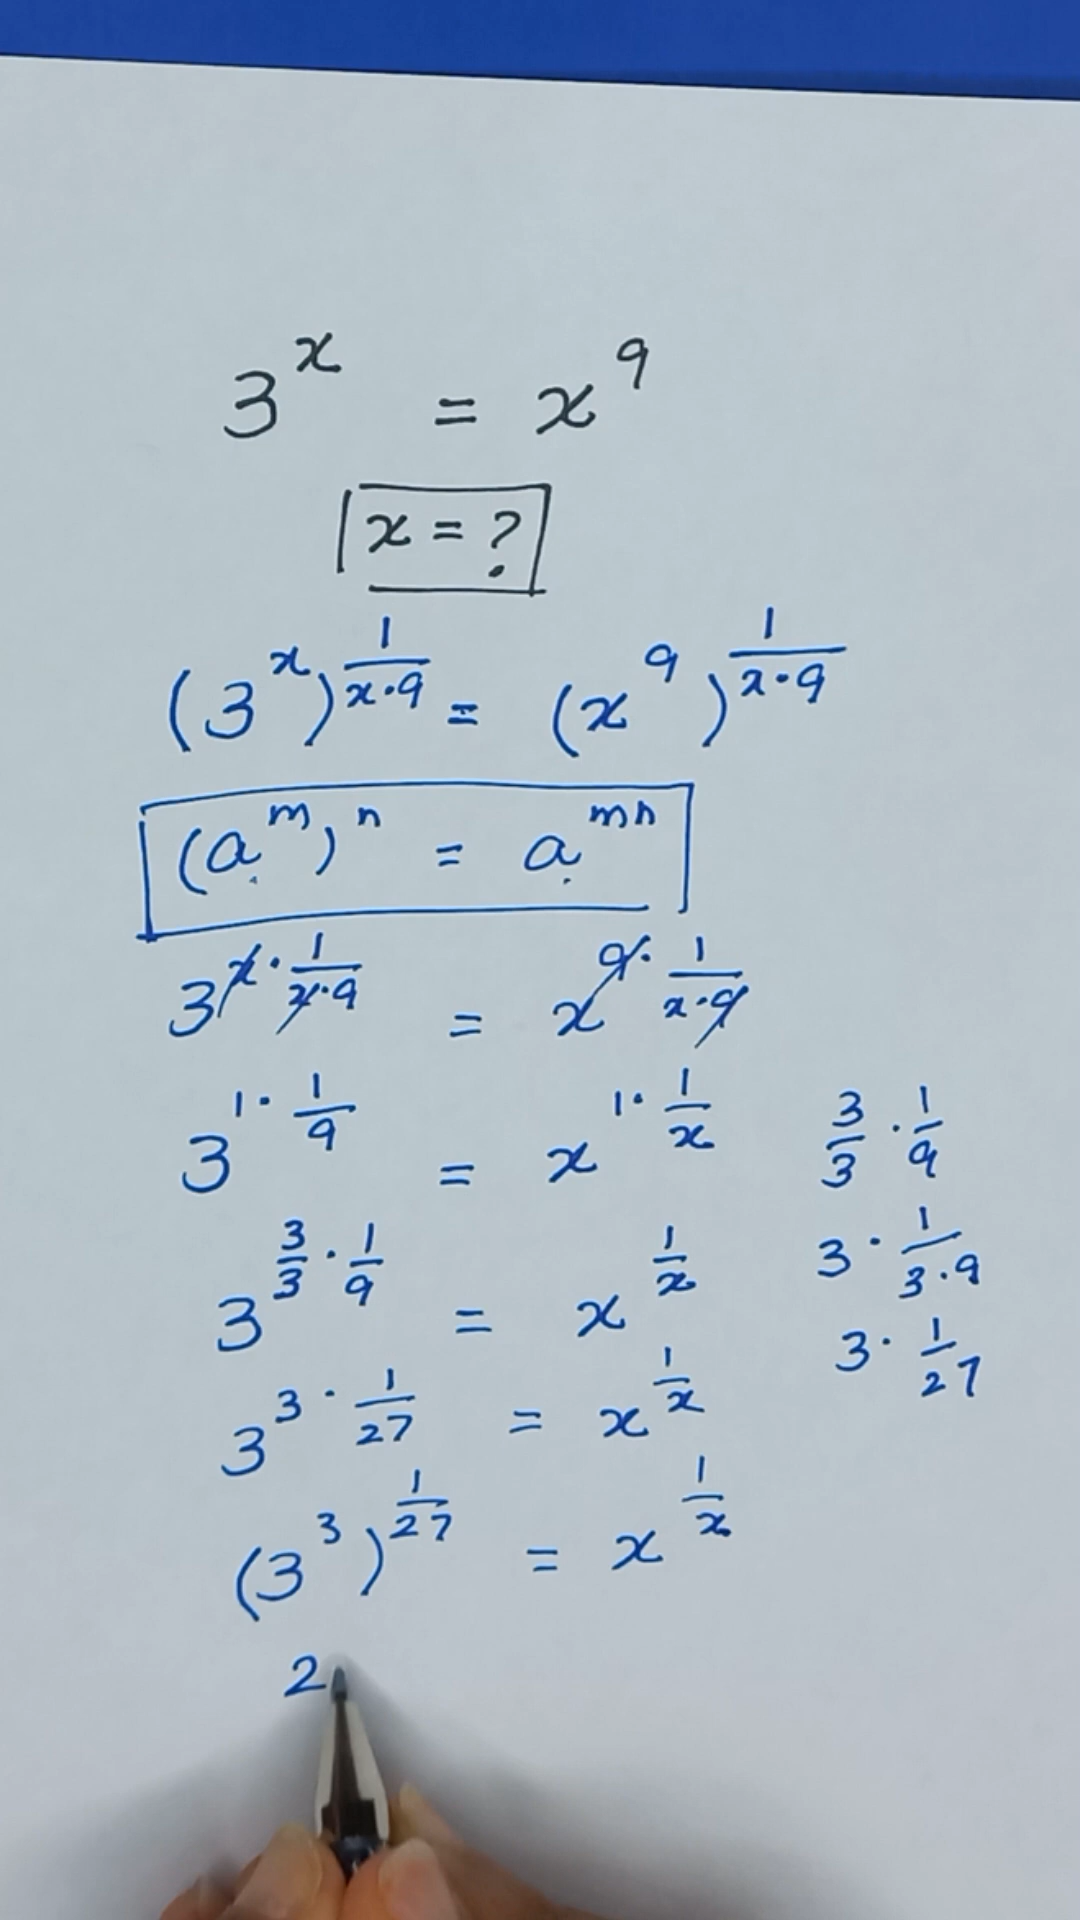 3^x = x^9
x = ?
(3^x)^(1/(x·9)) = (x^9)^(1/(x·9))
(a^m)^n = a^(mn)
3^(x·1/(x·9)) = x^(9·1/(x·9))
3^(1·1/9) = x^(1·1/x)
3/3 · 1/9
3^(3/3·1/9) = x^(1/x)
3 · 1/(3·9)
3^(3·1/27) = x^(1/x)
3 · 1/27
(3^3)^(1/27) = x^(1/x)
2